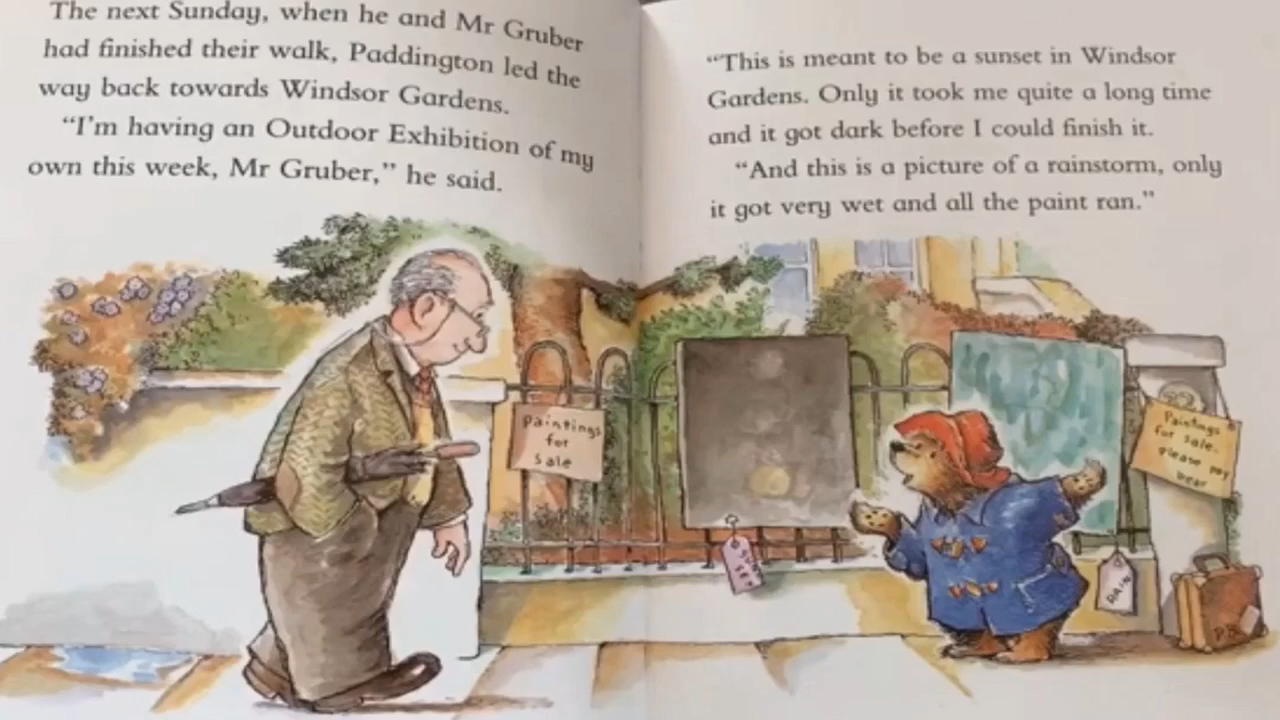 The next Sunday, when he and Mr Gruber
had finished their walk, Paddington led the
way back towards Windsor Gardens.
“I’m having an Outdoor Exhibition of my
own this week, Mr Gruber,” he said.
“This is meant to be a sunset in Windsor
Gardens. Only it took me quite a long time
and it got dark before I could finish it.
“And this is a picture of a rainstorm, only
it got very wet and all the paint ran.”
Paintings
for
Sale
SUN
SET
Paintings
for sale.
please pay
bear
RAIN